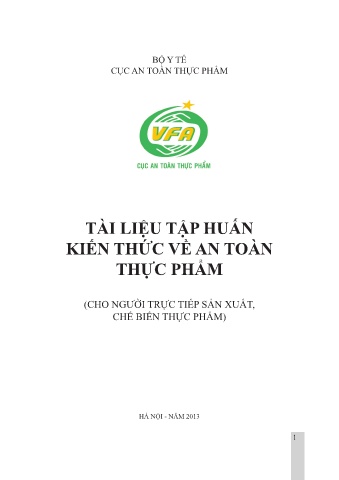 BỘ Y TẾ
CỤC AN TOÀN THỰC PHẨM
VFA
CỤC AN TOÀN THỰC PHẨM
TÀI LIỆU TẬP HUẤN
KIẾN THỨC VỀ AN TOÀN
THỰC PHẨM
(CHO NGƯỜI TRỰC TIẾP SẢN XUẤT,
CHẾ BIẾN THỰC PHẨM)
HÀ NỘI - NĂM 2013
1